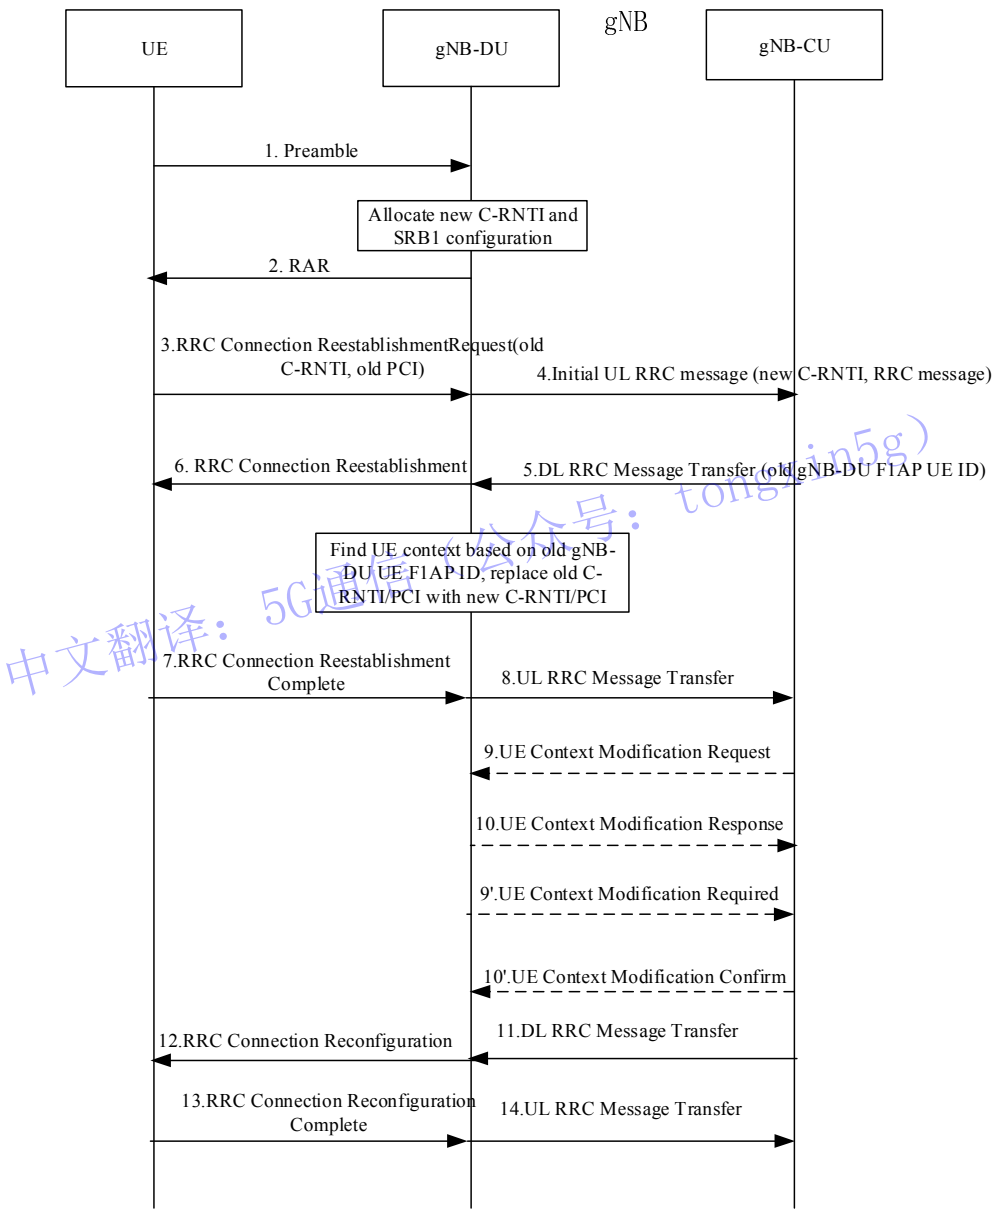 gNB
UE
gNB-DU
gNB-CU
1. Preamble
Allocate new C-RNTI and
SRB1 configuration
2. RAR
3.RRC Connection ReestablishmentRequest(old
C-RNTI, old PCI)
4.Initial UL RRC message (new C-RNTI, RRC message)
6. RRC Connection Reestablishment
5.DL RRC Message Transfer (old gNB-DU F1AP UE ID)
Find UE context based on old gNB-
DU UE F1AP ID, replace old C-
RNTI/PCI with new C-RNTI/PCI
中文翻译：5G通信（公众号：tongxin5g）
7.RRC Connection Reestablishment
Complete
8.UL RRC Message Transfer
9.UE Context Modification Request
10.UE Context Modification Response
9'.UE Context Modification Required
10'.UE Context Modification Confirm
11.DL RRC Message Transfer
12.RRC Connection Reconfiguration
13.RRC Connection Reconfiguration
Complete
14.UL RRC Message Transfer